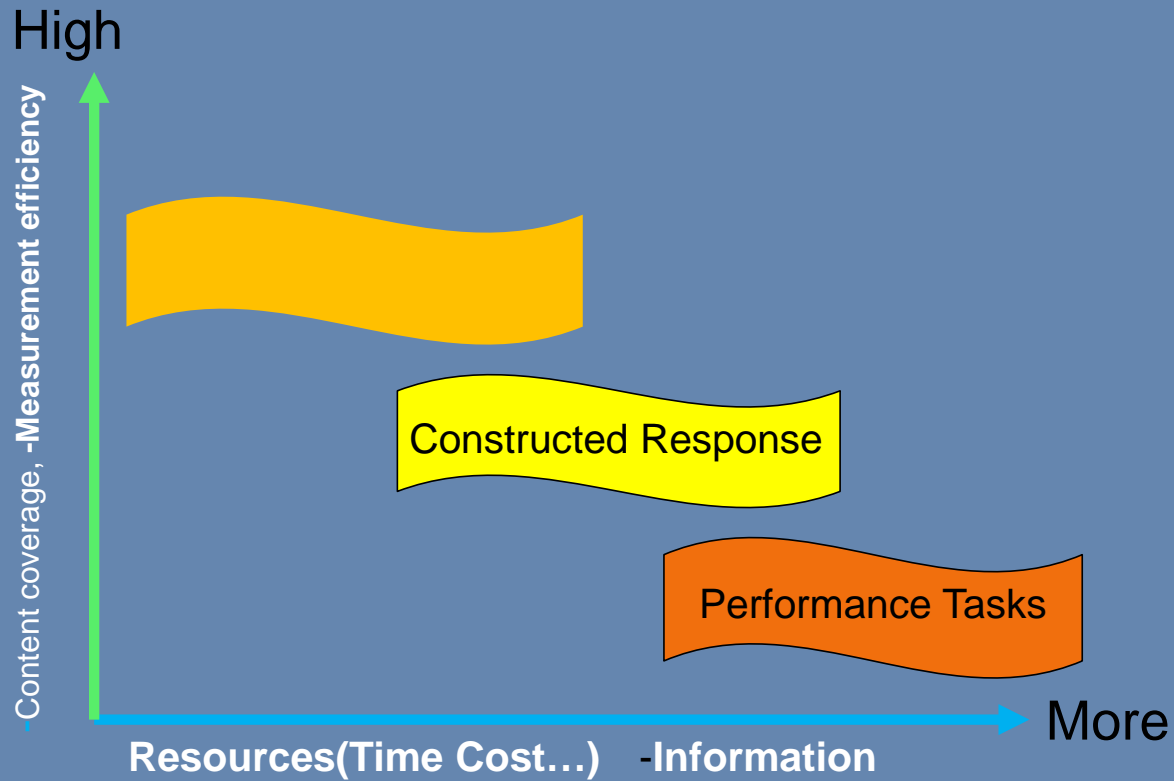 High
-Content coverage, -Measurement efficiency
Constructed Response
Performance Tasks
More
Resources(Time Cost…) -Information